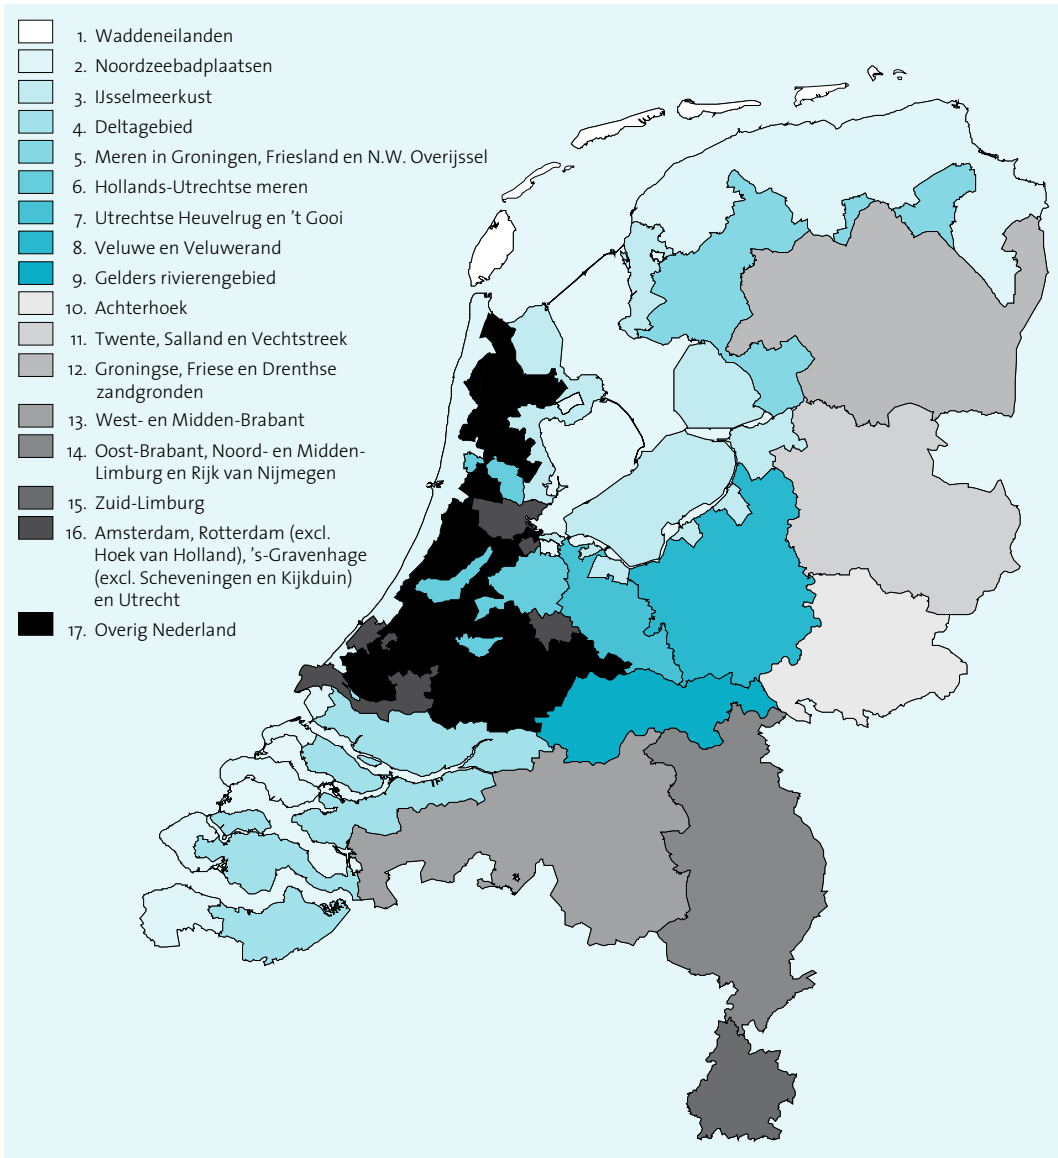 1. Waddeneilanden
2. Noordzeebadplaatsen
3. IJsselmeerkust
4. Deltagebied
5. Meren in Groningen, Friesland en N.W. Overijssel
6. Hollands-Utrechtse meren
7. Utrechtse Heuvelrug en ’t Gooi
8. Veluwe en Veluwerand
9. Gelders rivierengebied
10. Achterhoek
11. Twente, Salland en Vechtstreek
12. Groningse, Friese en Drenthse
zandgronden
13. West- en Midden-Brabant
14. Oost-Brabant, Noord- en Midden-
Limburg en Rijk van Nijmegen
15. Zuid-Limburg
16. Amsterdam, Rotterdam (excl.
Hoek van Holland), ’s-Gravenhage
(excl. Scheveningen en Kijkduin)
en Utrecht
17. Overig Nederland